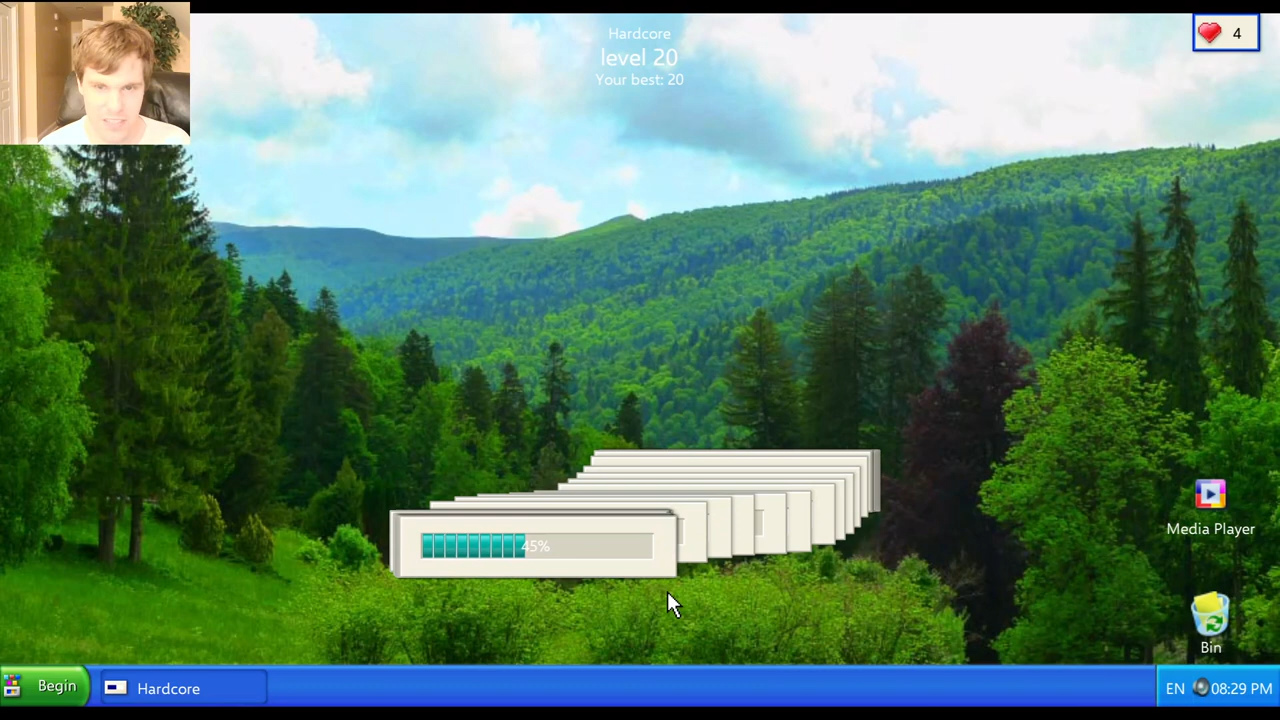 Hardcore
level 20
Your best: 20
4
45%
Media Player
Bin
Begin
Hardcore
EN
08:29 PM